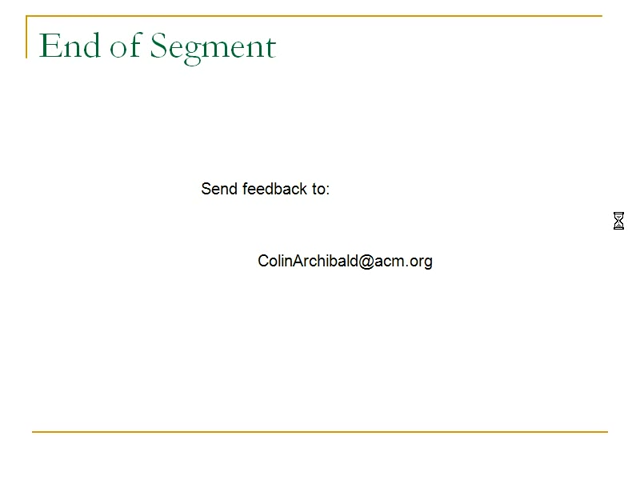 End of Segment
Send feedback to:
ColinArchibald@acm.org